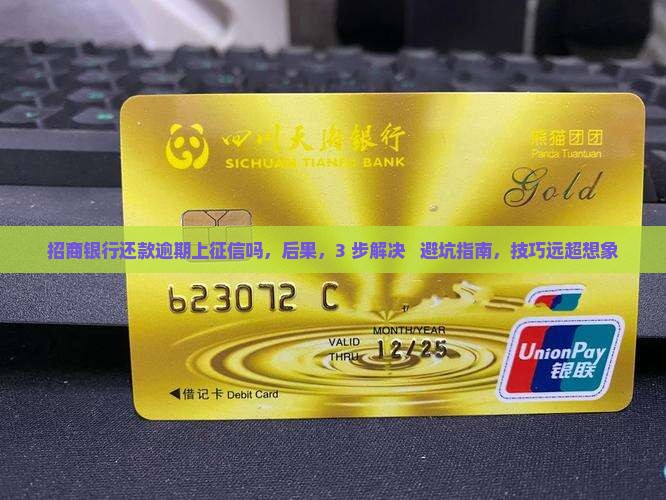 四川天府銀行
SICHUAN TIANFU BANK
熊猫团团
Panda Tuantuan
Gold
招商银行还款逾期上征信吗，后果，3 步解决 避坑指南，技巧远超想象
623072 C
MONTH/YEAR
VALID THRU 12/25
UnionPay
银联
借记卡 Debit Card